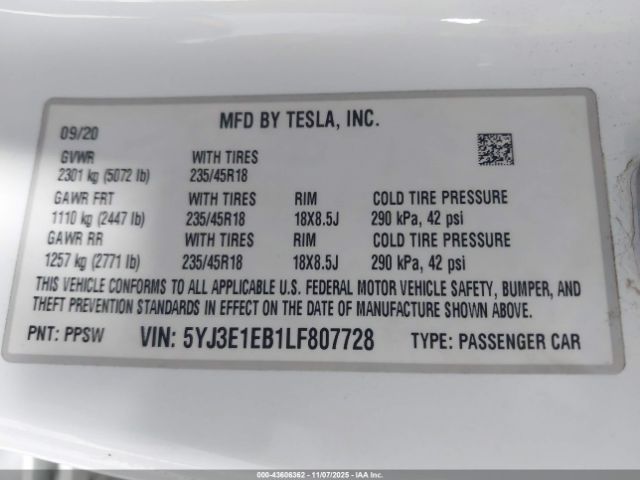 MFD BY TESLA, INC.
09/20
GVWR WITH TIRES
2301 kg (5072 lb) 235/45R18
GAWR FRT WITH TIRES RIM COLD TIRE PRESSURE
1110 kg (2447 lb) 235/45R18 18X8.5J 290 kPa, 42 psi
GAWR RR WITH TIRES RIM COLD TIRE PRESSURE
1257 kg (2771 lb) 235/45R18 18X8.5J 290 kPa, 42 psi
THIS VEHICLE CONFORMS TO ALL APPLICABLE U.S. FEDERAL MOTOR VEHICLE SAFETY, BUMPER, AND
THEFT PREVENTION STANDARDS IN EFFECT ON THE DATE OF MANUFACTURE SHOWN ABOVE.
PNT: PPSW VIN: 5YJ3E1EB1LF807728 TYPE: PASSENGER CAR
000-43606362 - 11/07/2025 - IAA Inc. (C) Copyright